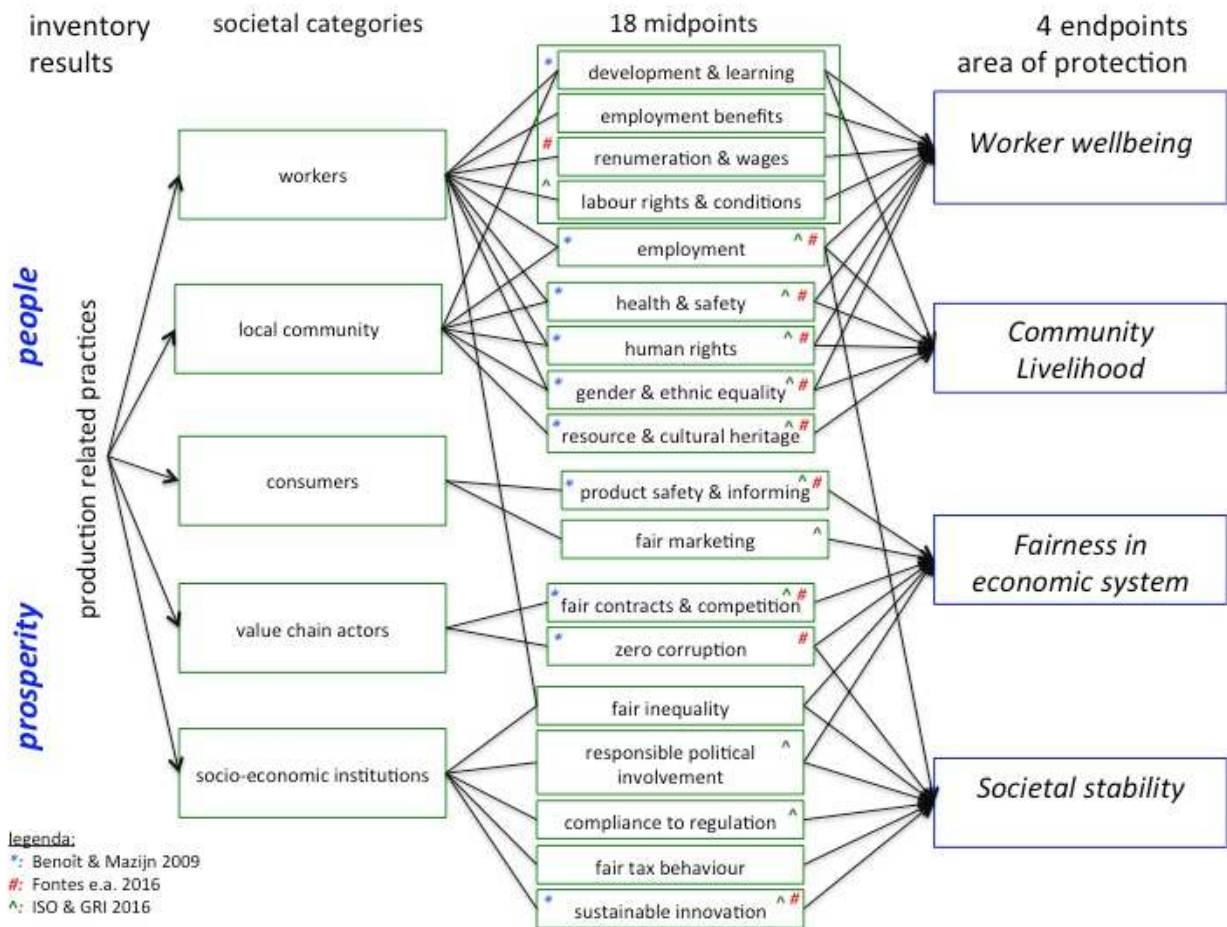 inventory
results
societal categories
18 midpoints
4 endpoints
area of protection
people
prosperity
production related practices
workers
local community
consumers
value chain actors
socio-economic institutions
* development & learning
employment benefits
# renumeration & wages
^ labour rights & conditions
* employment ^ #
* health & safety ^ #
* human rights ^ #
* gender & ethnic equality ^ #
* resource & cultural heritage ^ #
* product safety & informing ^ #
fair marketing ^
* fair contracts & competition ^ #
* zero corruption #
fair inequality
responsible political ^
involvement
compliance to regulation ^
fair tax behaviour
* sustainable innovation ^ #
Worker wellbeing
Community
Livelihood
Fairness in
economic system
Societal stability
legenda:
*: Benoît & Mazijn 2009
#: Fontes e.a. 2016
^: ISO & GRI 2016